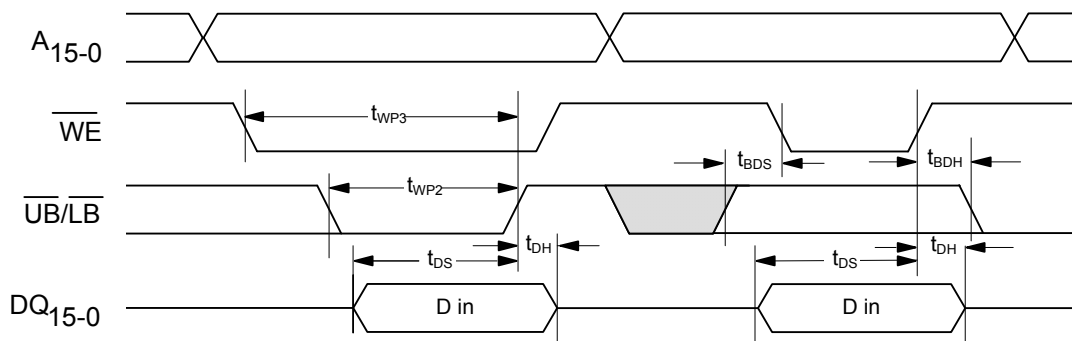 A15-0
WE
tWP3
tBDS
tBDH
UB/LB
tWP2
tDH
tDS
tDS
tDH
DQ15-0
D in
D in